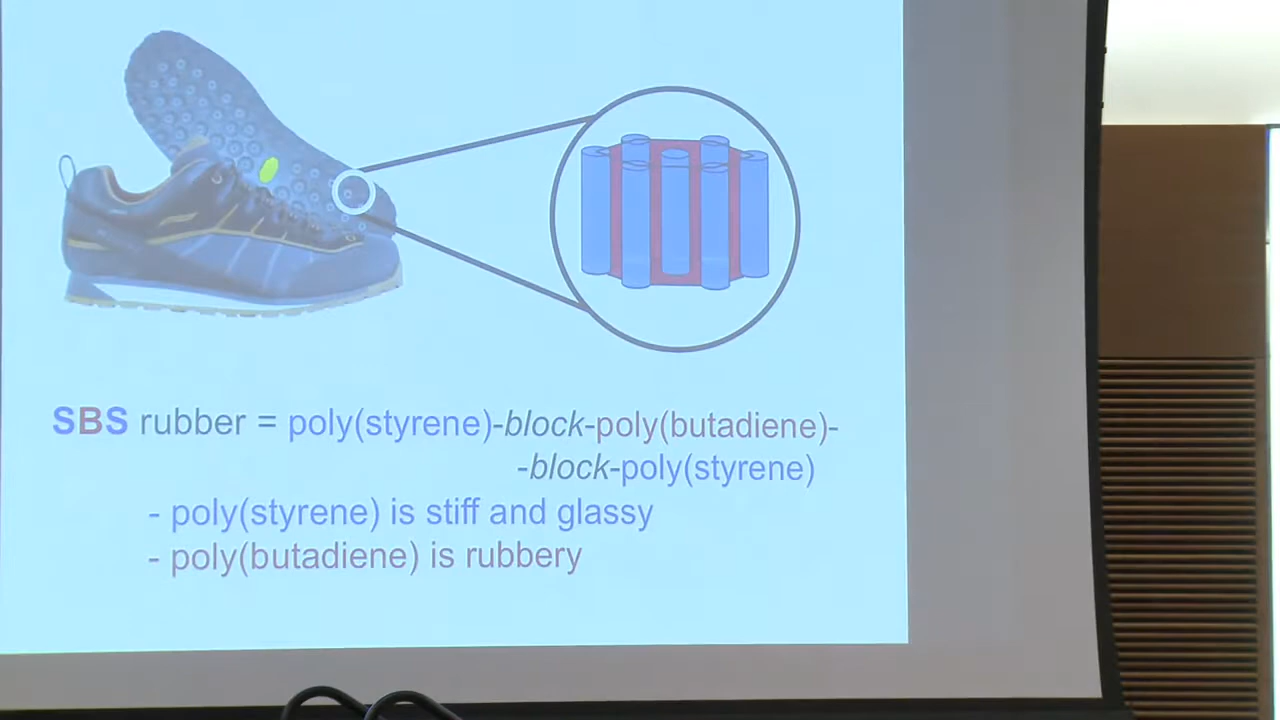 SBS rubber = poly(styrene)-block-poly(butadiene)-
-block-poly(styrene)
- poly(styrene) is stiff and glassy
- poly(butadiene) is rubbery